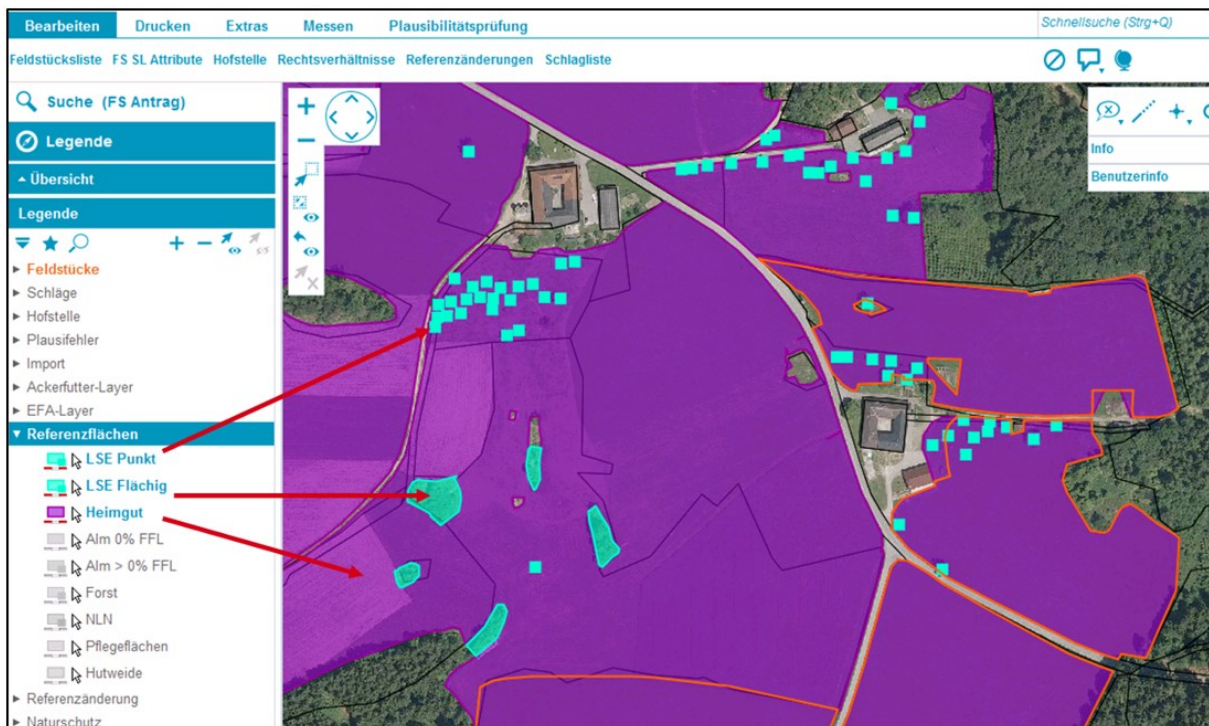 Bearbeiten Drucken Extras Messen Plausibilitätsprüfung Schnellsuche (Strg+Q)
Feldstücksliste FS SL Attribute Hofstelle Rechtsverhältnisse Referenzänderungen Schlagliste
Suche (FS Antrag)
Legende
Übersicht
Legende
Feldstücke
Schläge
Hofstelle
Plausifehler
Import
Ackerfutter-Layer
EFA-Layer
Referenzflächen
LSE Punkt
LSE Flächig
Heimgut
Alm 0% FFL
Alm > 0% FFL
Forst
NLN
Pflegeflächen
Hutweide
Referenzänderung
Naturschutz
Info
Benutzerinfo